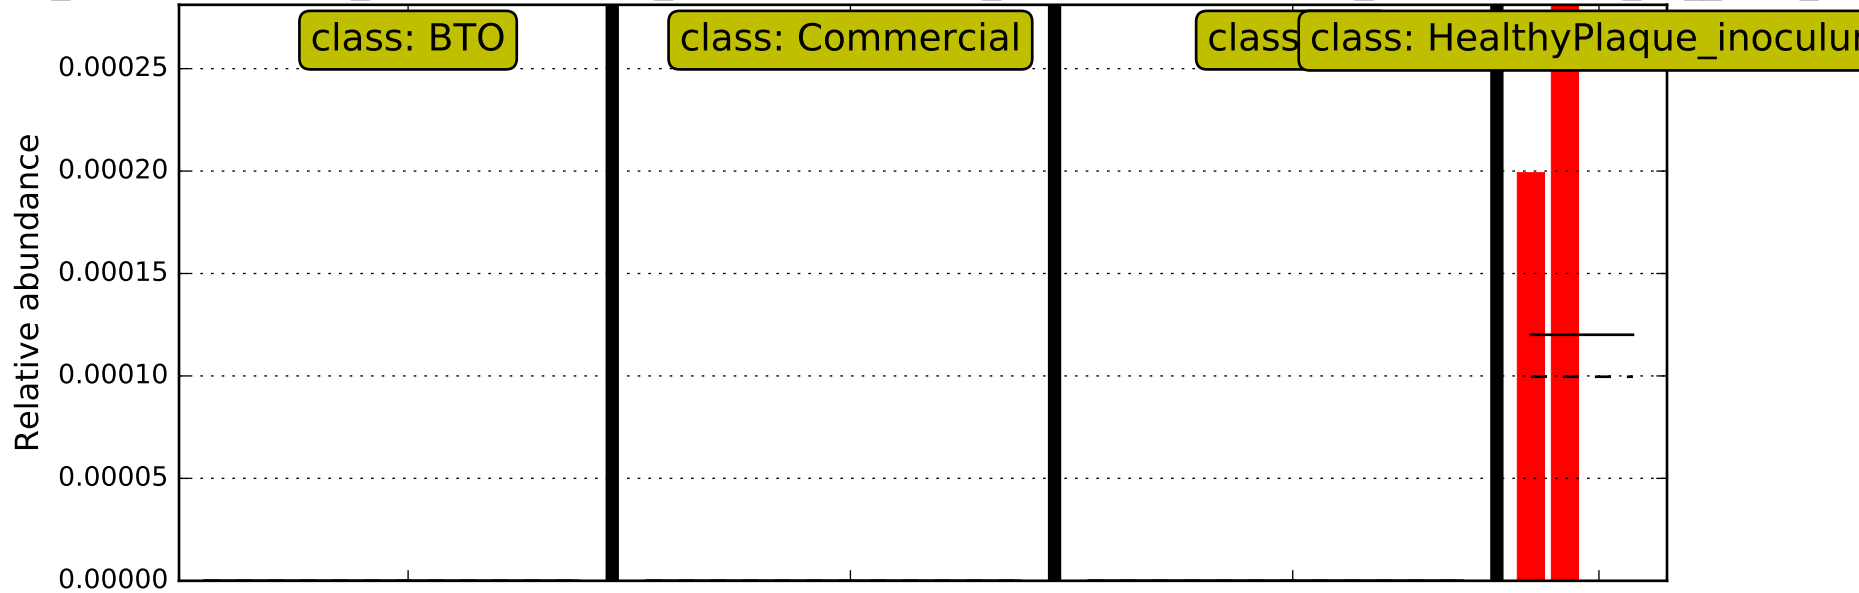 class: BTO
class: Commercial
class
class: HealthyPlaque_inoculu
0.00025
0.00020
0.00015
0.00010
0.00005
0.00000
Relative abundance